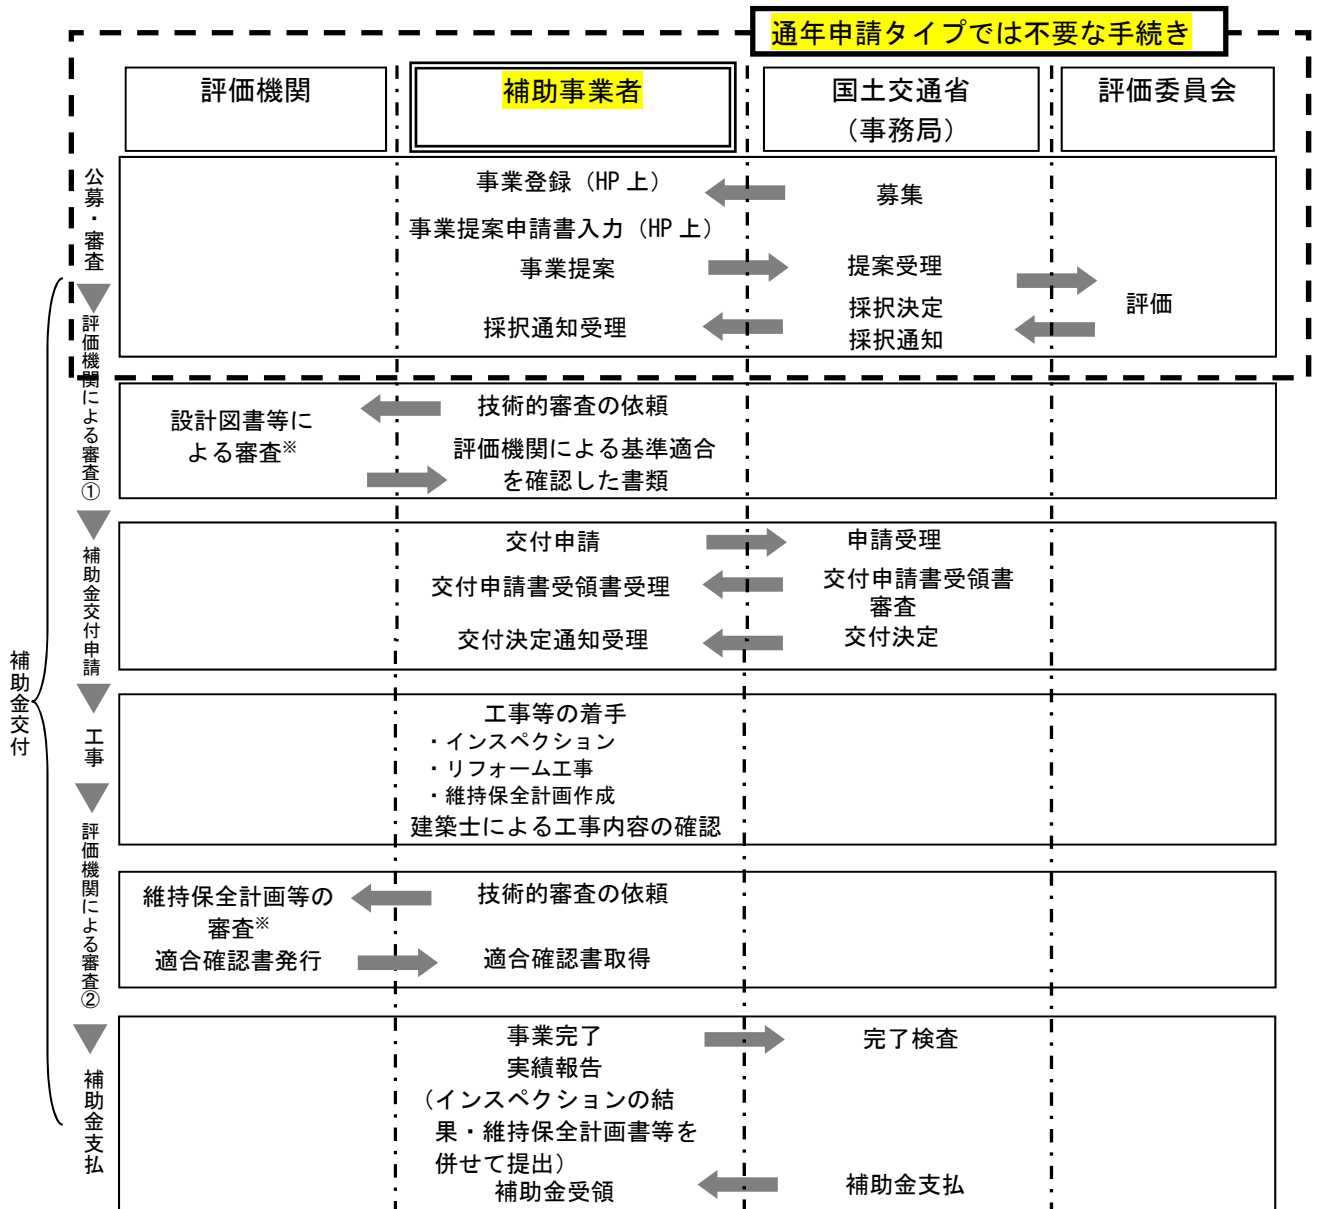 通年申請タイプでは不要な手続き
評価機関
補助事業者
国土交通省
（事務局）
評価委員会
公募・審査
事業登録（HP上）
募集
事業提案申請書入力（HP上）
事業提案
提案受理
評価
採択通知受理
採択決定
採択通知
評価機関による審査①
設計図書等に
よる審査※
技術的審査の依頼
評価機関による基準適合
を確認した書類
補助金交付申請
交付申請
申請受理
交付申請書受領書受理
交付申請書受領書
審査
交付決定通知受理
交付決定
補助金交付
工事
工事等の着手
・インスペクション
・リフォーム工事
・維持保全計画作成
建築士による工事内容の確認
評価機関による審査②
維持保全計画等の
審査※
適合確認書発行
技術的審査の依頼
適合確認書取得
補助金支払
事業完了
実績報告
（インスペクションの結
果・維持保全計画書等を
併せて提出）
補助金受領
完了検査
補助金支払